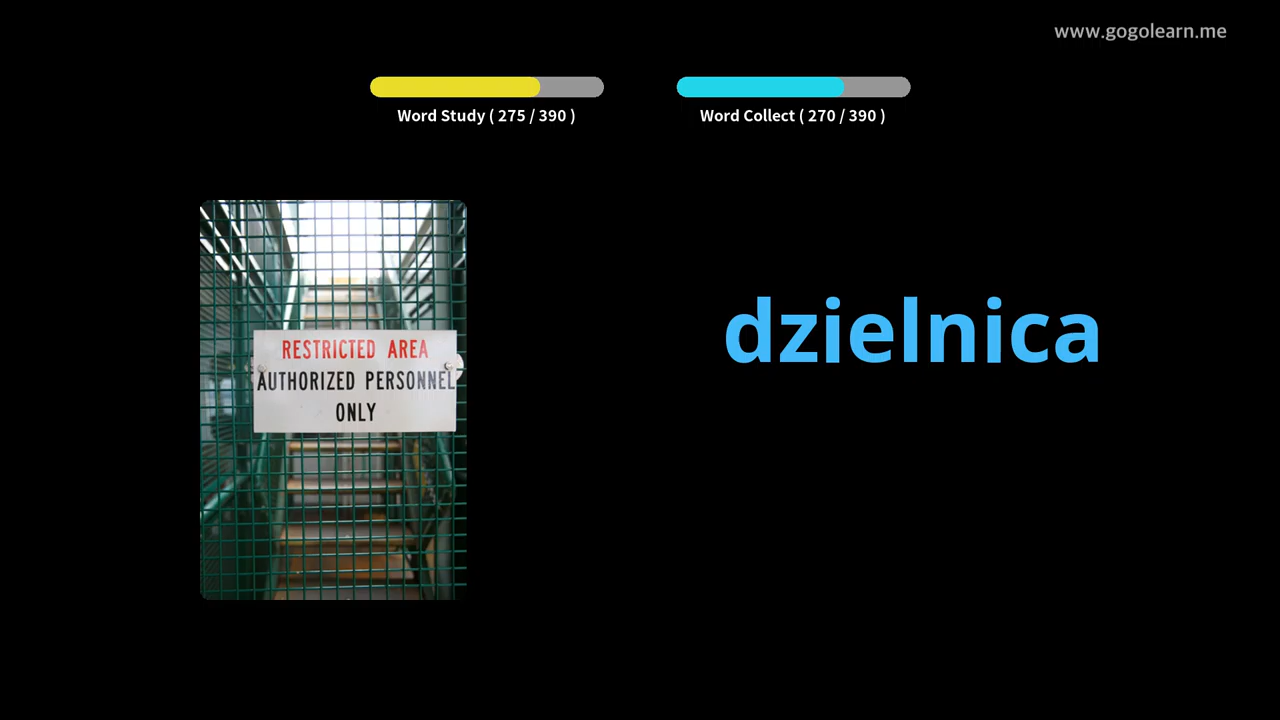 www.gogolearn.me
Word Study ( 275 / 390 )
Word Collect ( 270 / 390 )
RESTRICTED AREA
AUTHORIZED PERSONNEL
ONLY
dzielnica